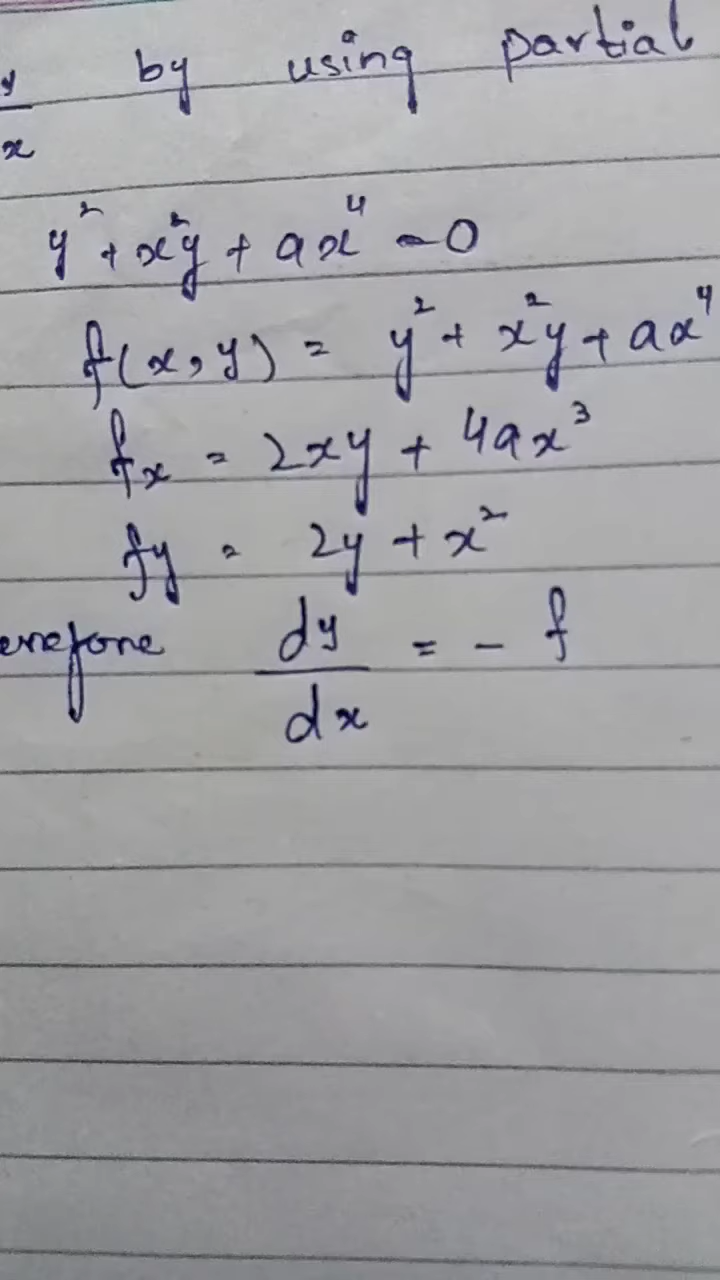 y by using partial
x
y² + x²y + ax⁴ = 0
f(x, y) = y² + x²y + ax⁴
fx = 2xy + 4ax³
fy = 2y + x²
erefore dy/dx = - f